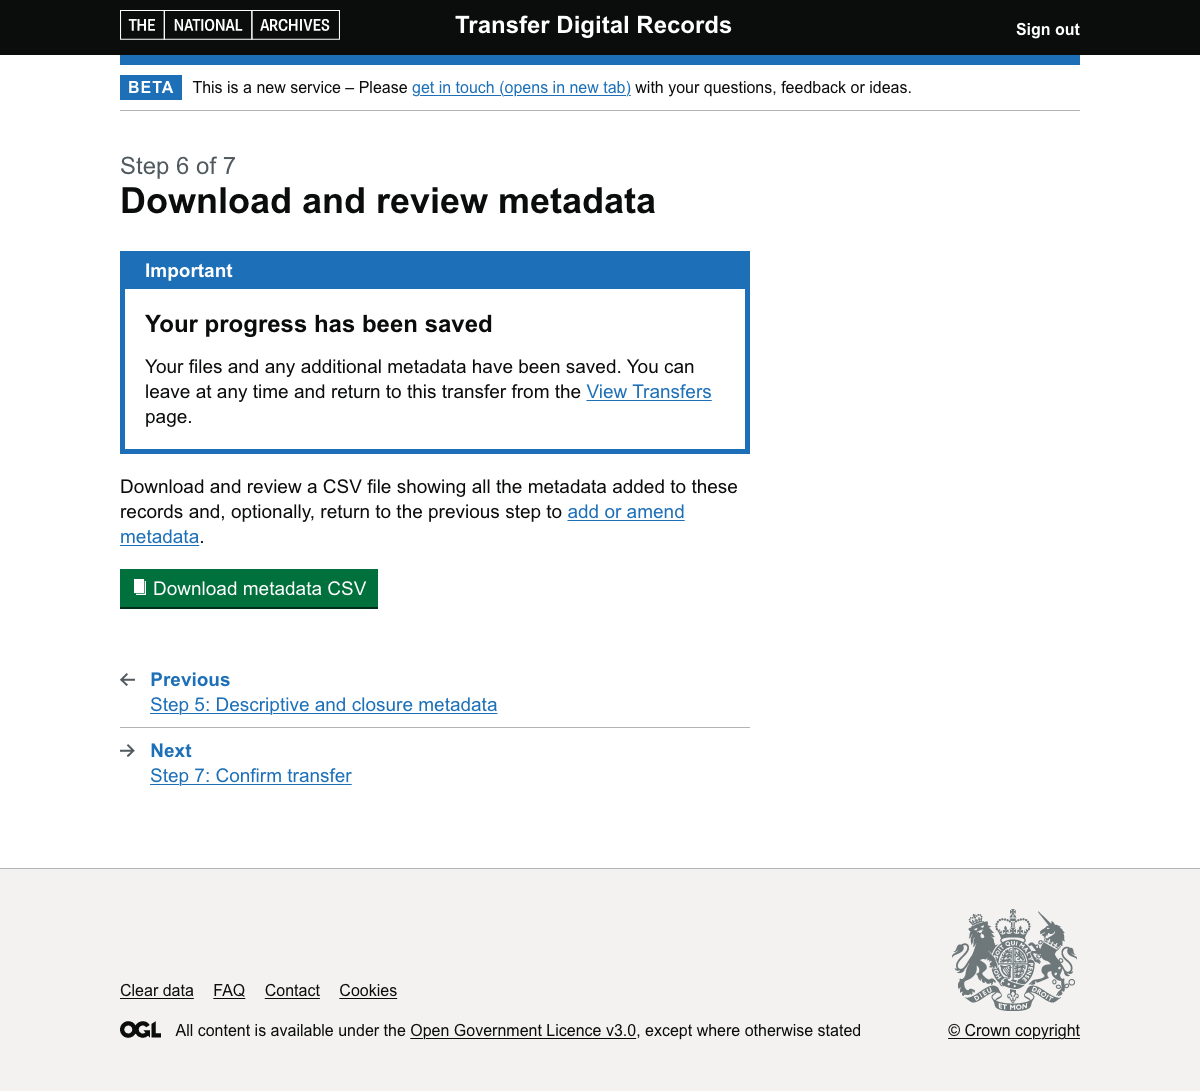 THE NATIONAL ARCHIVES
Transfer Digital Records
Sign out
BETA This is a new service – Please get in touch (opens in new tab) with your questions, feedback or ideas.
Step 6 of 7
Download and review metadata
Important
Your progress has been saved
Your files and any additional metadata have been saved. You can
leave at any time and return to this transfer from the View Transfers
page.
Download and review a CSV file showing all the metadata added to these
records and, optionally, return to the previous step to add or amend
metadata.
Download metadata CSV
Previous
Step 5: Descriptive and closure metadata
Next
Step 7: Confirm transfer
Clear data FAQ Contact Cookies
DIEU ET MON DROIT
OGL All content is available under the Open Government Licence v3.0, except where otherwise stated
© Crown copyright